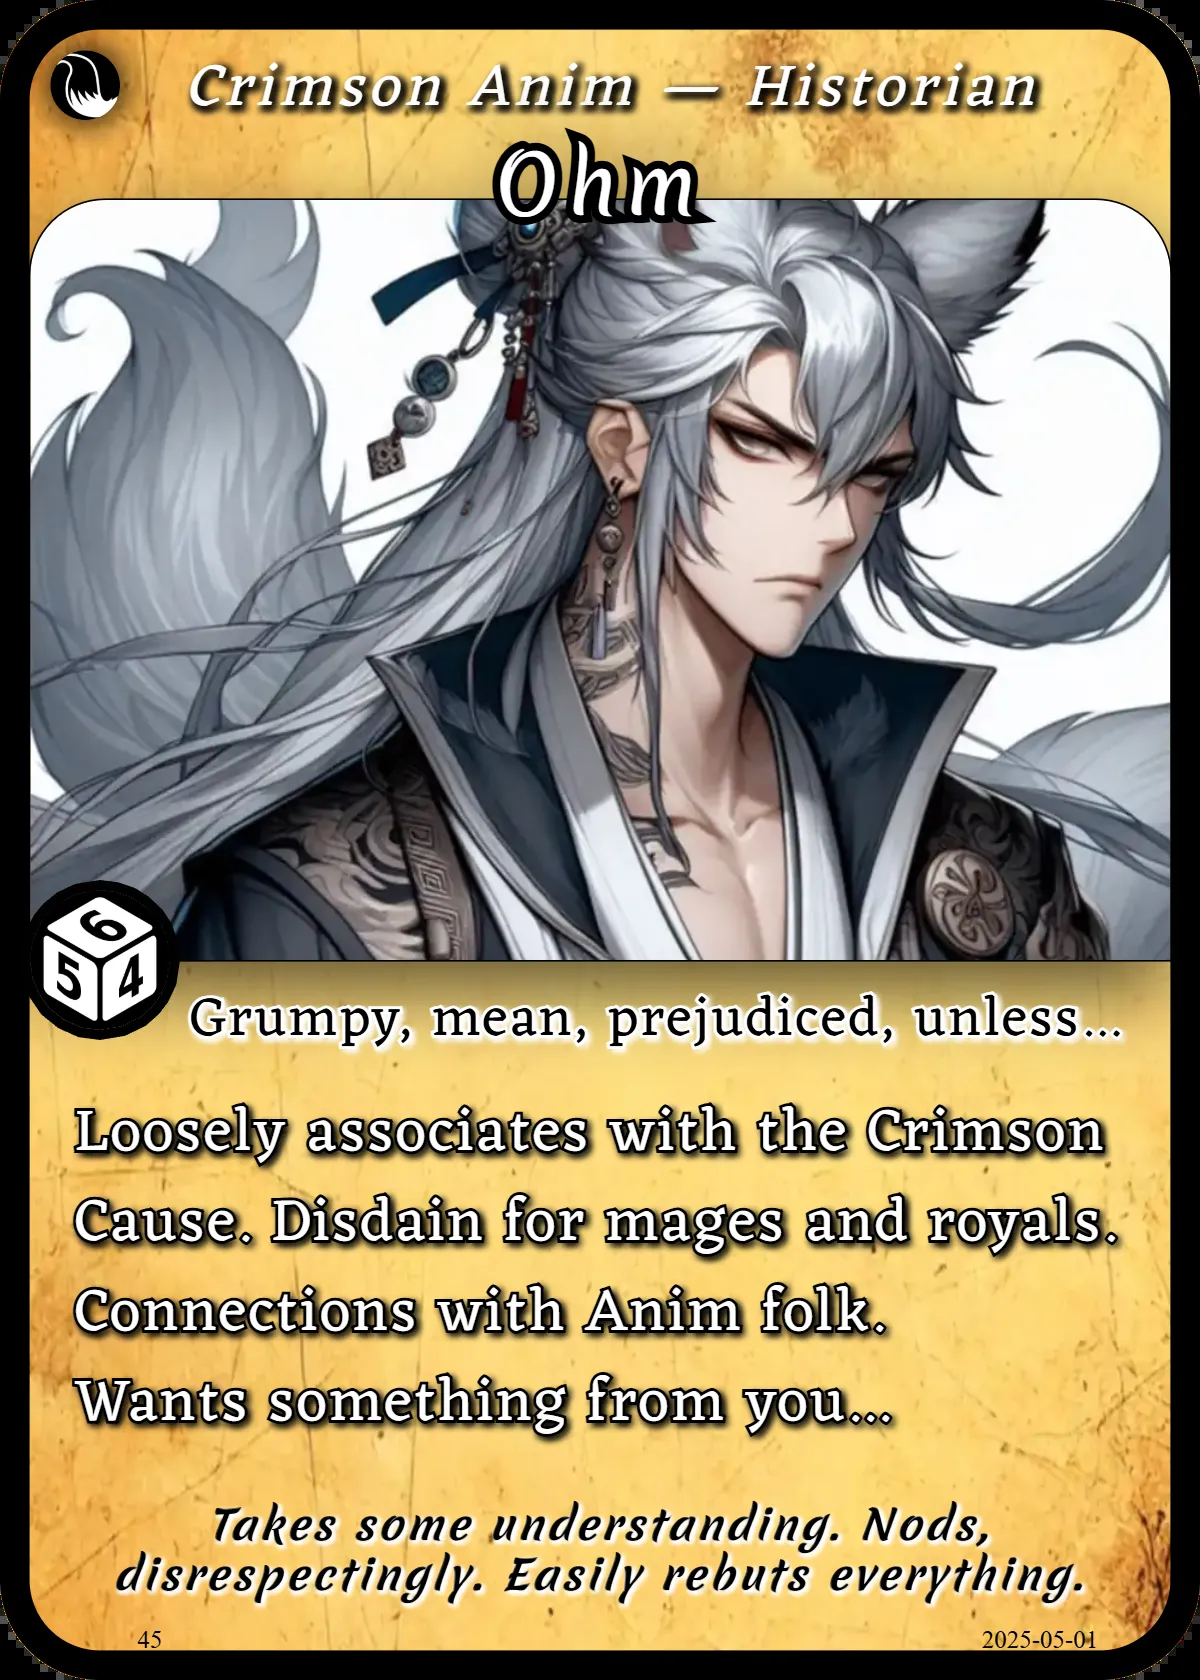 Crimson Anim — Historian
Ohm
6
5 4
Grumpy, mean, prejudiced, unless...
Loosely associates with the Crimson
Cause. Disdain for mages and royals.
Connections with Anim folk.
Wants something from you...
Takes some understanding. Nods,
disrespectingly. Easily rebuts everything.
45 2025-05-01